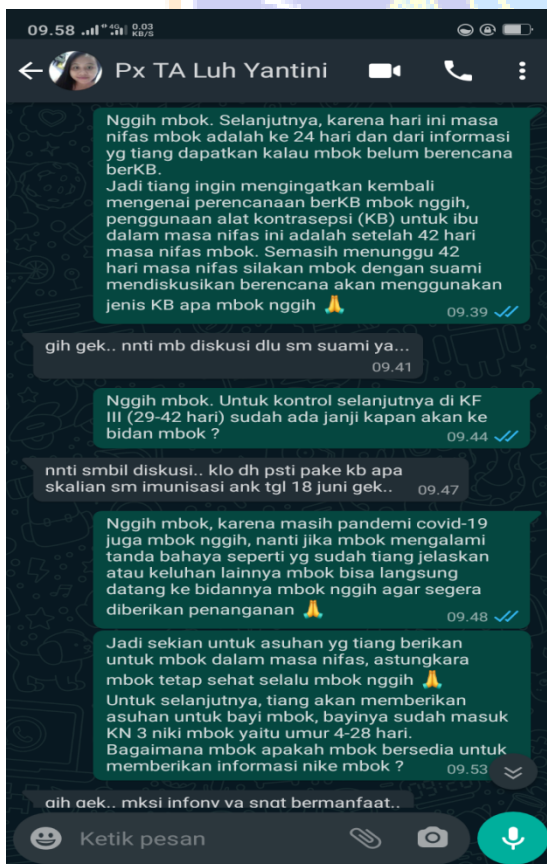 09.58 4G 0.03 KB/S
Px TA Luh Yantini
Nggih mbok. Selanjutnya, karena hari ini masa
nifas mbok adalah ke 24 hari dan dari informasi
yg tiang dapatkan kalau mbok belum berencana
berKB.
Jadi tiang ingin mengingatkan kembali
mengenai perencanaan berKB mbok nggih,
penggunaan alat kontrasepsi (KB) untuk ibu
dalam masa nifas ini adalah setelah 42 hari
masa nifas mbok. Semasih menunggu 42
hari masa nifas silakan mbok dengan suami
mendiskusikan berencana akan menggunakan
jenis KB apa mbok nggih 🙏
09.39
gih gek.. nnti mb diskusi dlu sm suami ya...
09.41
Nggih mbok. Untuk kontrol selanjutnya di KF
III (29-42 hari) sudah ada janji kapan akan ke
bidan mbok ?
09.44
nnti smbil diskusi.. klo dh psti pake kb apa
skalian sm imunisasi ank tgl 18 juni gek.. 09.47
Nggih mbok, karena masih pandemi covid-19
juga mbok nggih, nanti jika mbok mengalami
tanda bahaya seperti yg sudah tiang jelaskan
atau keluhan lainnya mbok bisa langsung
datang ke bidannya mbok nggih agar segera
diberikan penanganan 🙏
09.48
Jadi sekian untuk asuhan yg tiang berikan
untuk mbok dalam masa nifas, astungkara
mbok tetap sehat selalu mbok nggih 🙏
Untuk selanjutnya, tiang akan memberikan
asuhan untuk bayi mbok, bayinya sudah masuk
KN 3 niki mbok yaitu umur 4-28 hari.
Bagaimana mbok apakah mbok bersedia untuk
memberikan informasi nike mbok ?
09.53
gih gek.. mksi infony ya sngt bermanfaat..
Ketik pesan